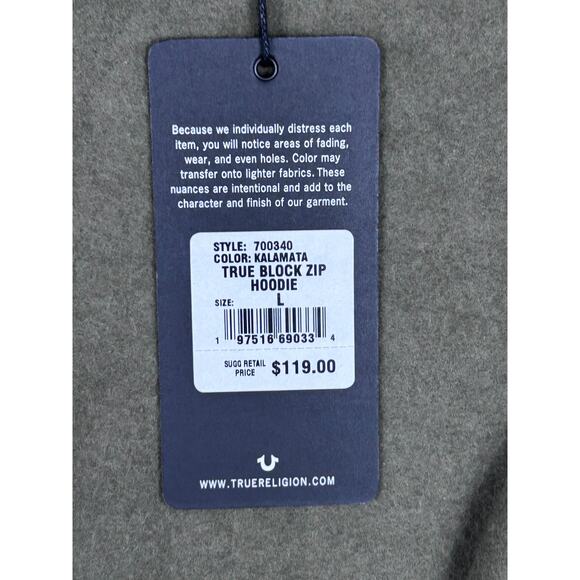 Because we individually distress each
item, you will notice areas of fading,
wear, and even holes. Color may
transfer onto lighter fabrics. These
nuances are intentional and add to the
character and finish of our garment.
STYLE: 700340
COLOR: KALAMATA
TRUE BLOCK ZIP
HOODIE
SIZE: L
1 97516 69033 4
SUGG RETAIL
PRICE $119.00
WWW.TRUERELIGION.COM